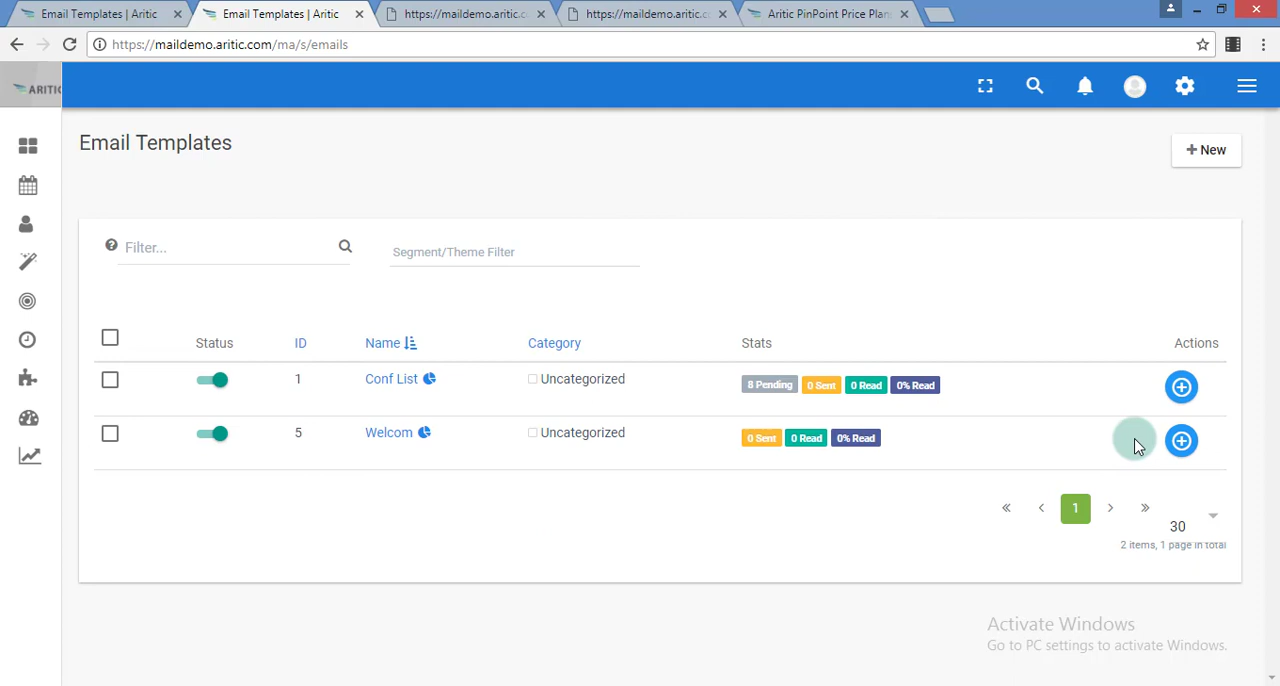 Email Templates | Aritic
Email Templates | Aritic
https://maildemo.aritic.c
https://maildemo.aritic.c
Aritic PinPoint Price Plan
https://maildemo.aritic.com/ma/s/emails
ARITIC
Email Templates
+ New
Filter...
Segment/Theme Filter
Status ID Name Category Stats Actions
1 Conf List Uncategorized 8 Pending 0 Sent 0 Read 0% Read
5 Welcom Uncategorized 0 Sent 0 Read 0% Read
« ‹ 1 › »
30
2 items, 1 page in total
Activate Windows
Go to PC settings to activate Windows.